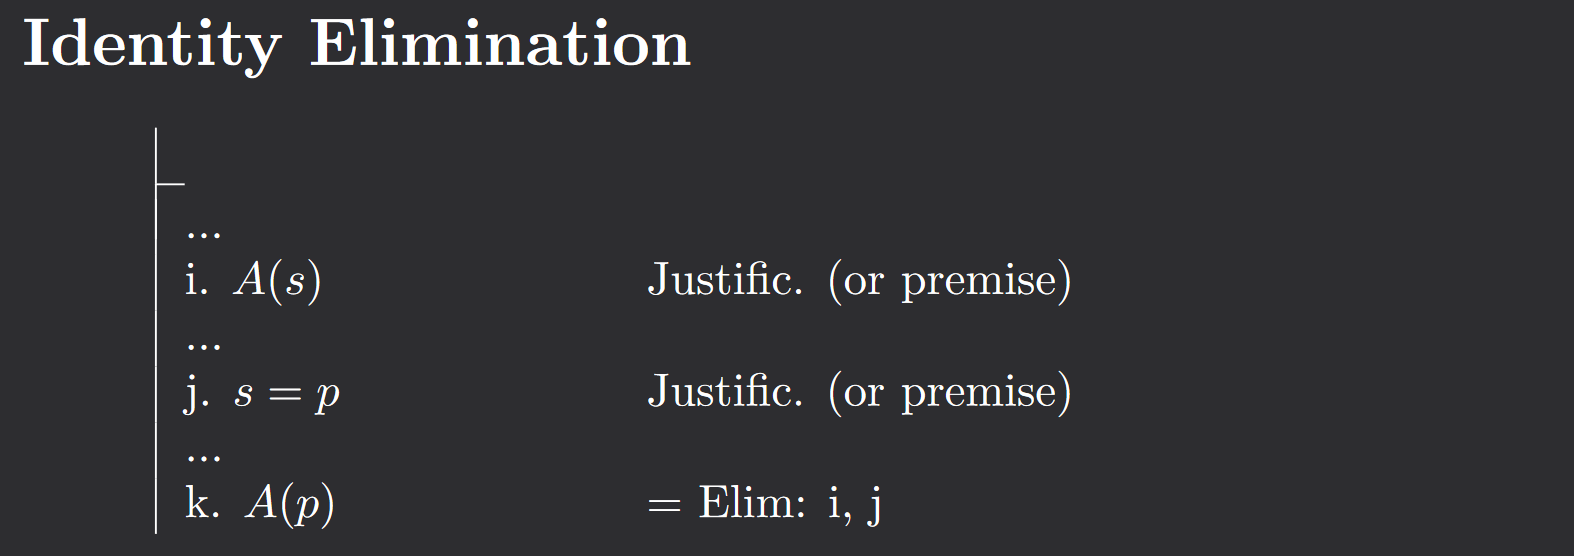 Identity Elimination
...
i. A(s) Justific. (or premise)
...
j. s = p Justific. (or premise)
...
k. A(p) = Elim: i, j